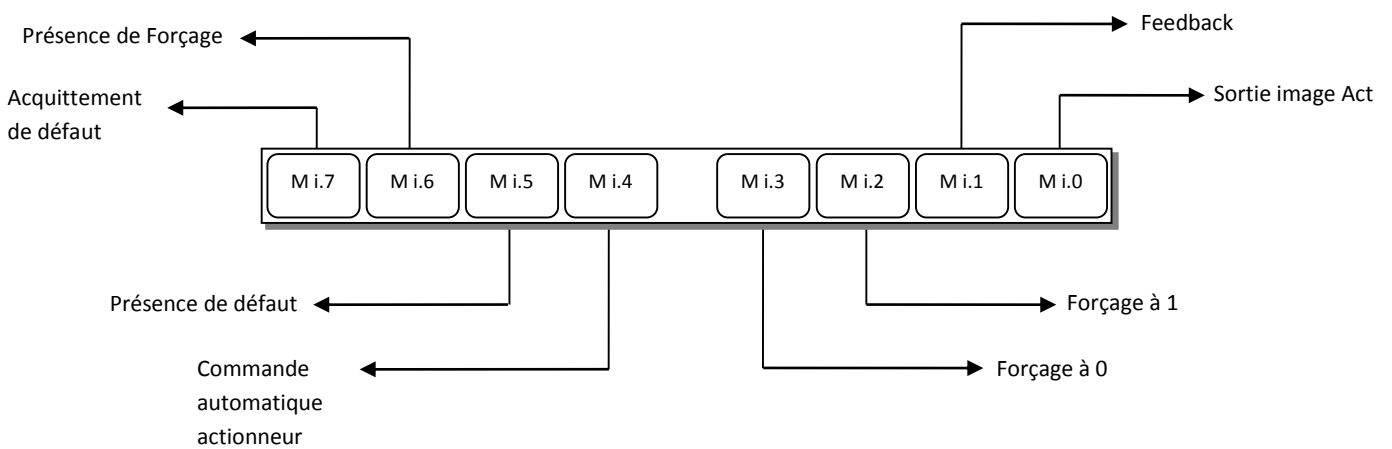 Présence de Forçage
Feedback
Acquittement
de défaut
Sortie image Act
M i.7
M i.6
M i.5
M i.4
M i.3
M i.2
M i.1
M i.0
Présence de défaut
Forçage à 1
Commande
automatique
actionneur
Forçage à 0